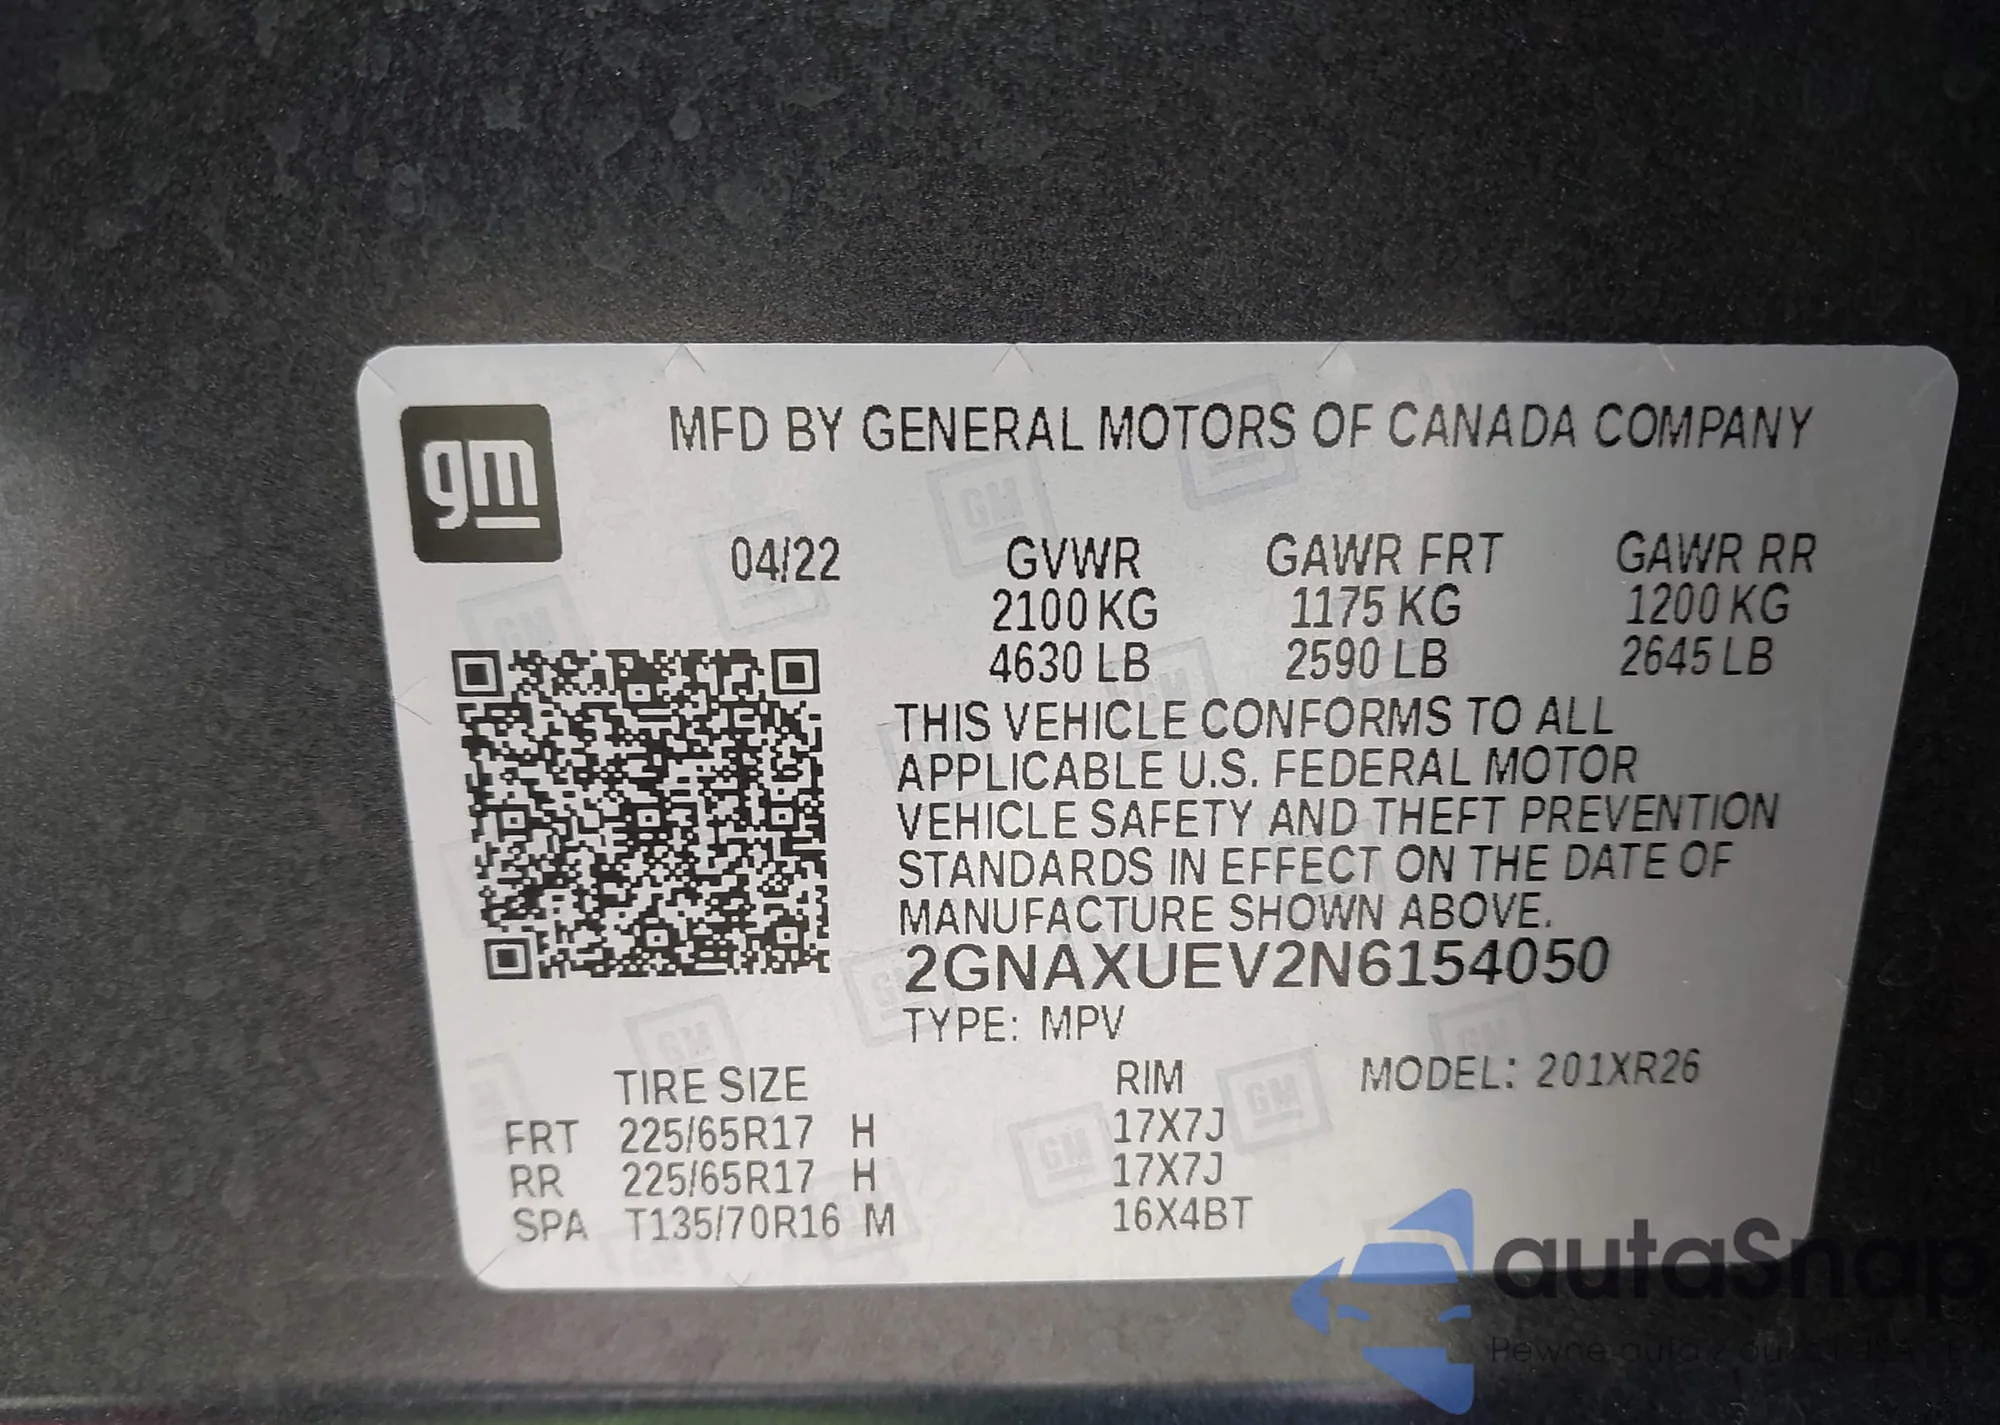 gm
MFD BY GENERAL MOTORS OF CANADA COMPANY
04/22 GVWR GAWR FRT GAWR RR
2100 KG 1175 KG 1200 KG
4630 LB 2590 LB 2645 LB
THIS VEHICLE CONFORMS TO ALL
APPLICABLE U.S. FEDERAL MOTOR
VEHICLE SAFETY AND THEFT PREVENTION
STANDARDS IN EFFECT ON THE DATE OF
MANUFACTURE SHOWN ABOVE.
2GNAXUEV2N6154050
TYPE: MPV
TIRE SIZE RIM MODEL: 201XR26
FRT 225/65R17 H 17X7J
RR 225/65R17 H 17X7J
SPA T135/70R16 M 16X4BT
autaSnap
Pewne auta z